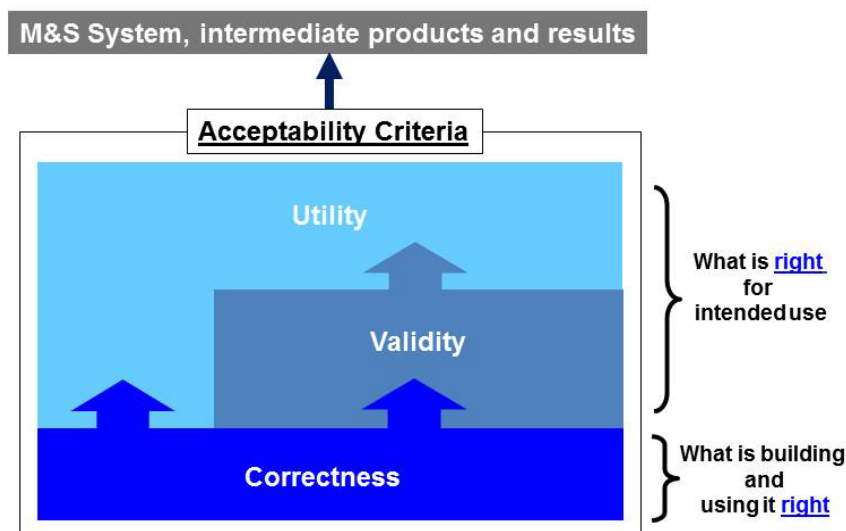 M&S System, intermediate products and results
Acceptability Criteria
Utility
Validity
Correctness
What is right
for
intended use
What is building
and
using it right